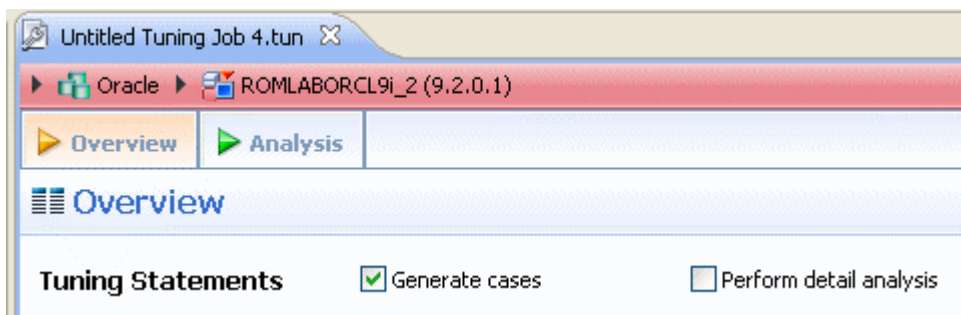 Untitled Tuning Job 4.tun
Oracle ROMLABORCL9i_2 (9.2.0.1)
Overview Analysis
Overview
Tuning Statements Generate cases Perform detail analysis